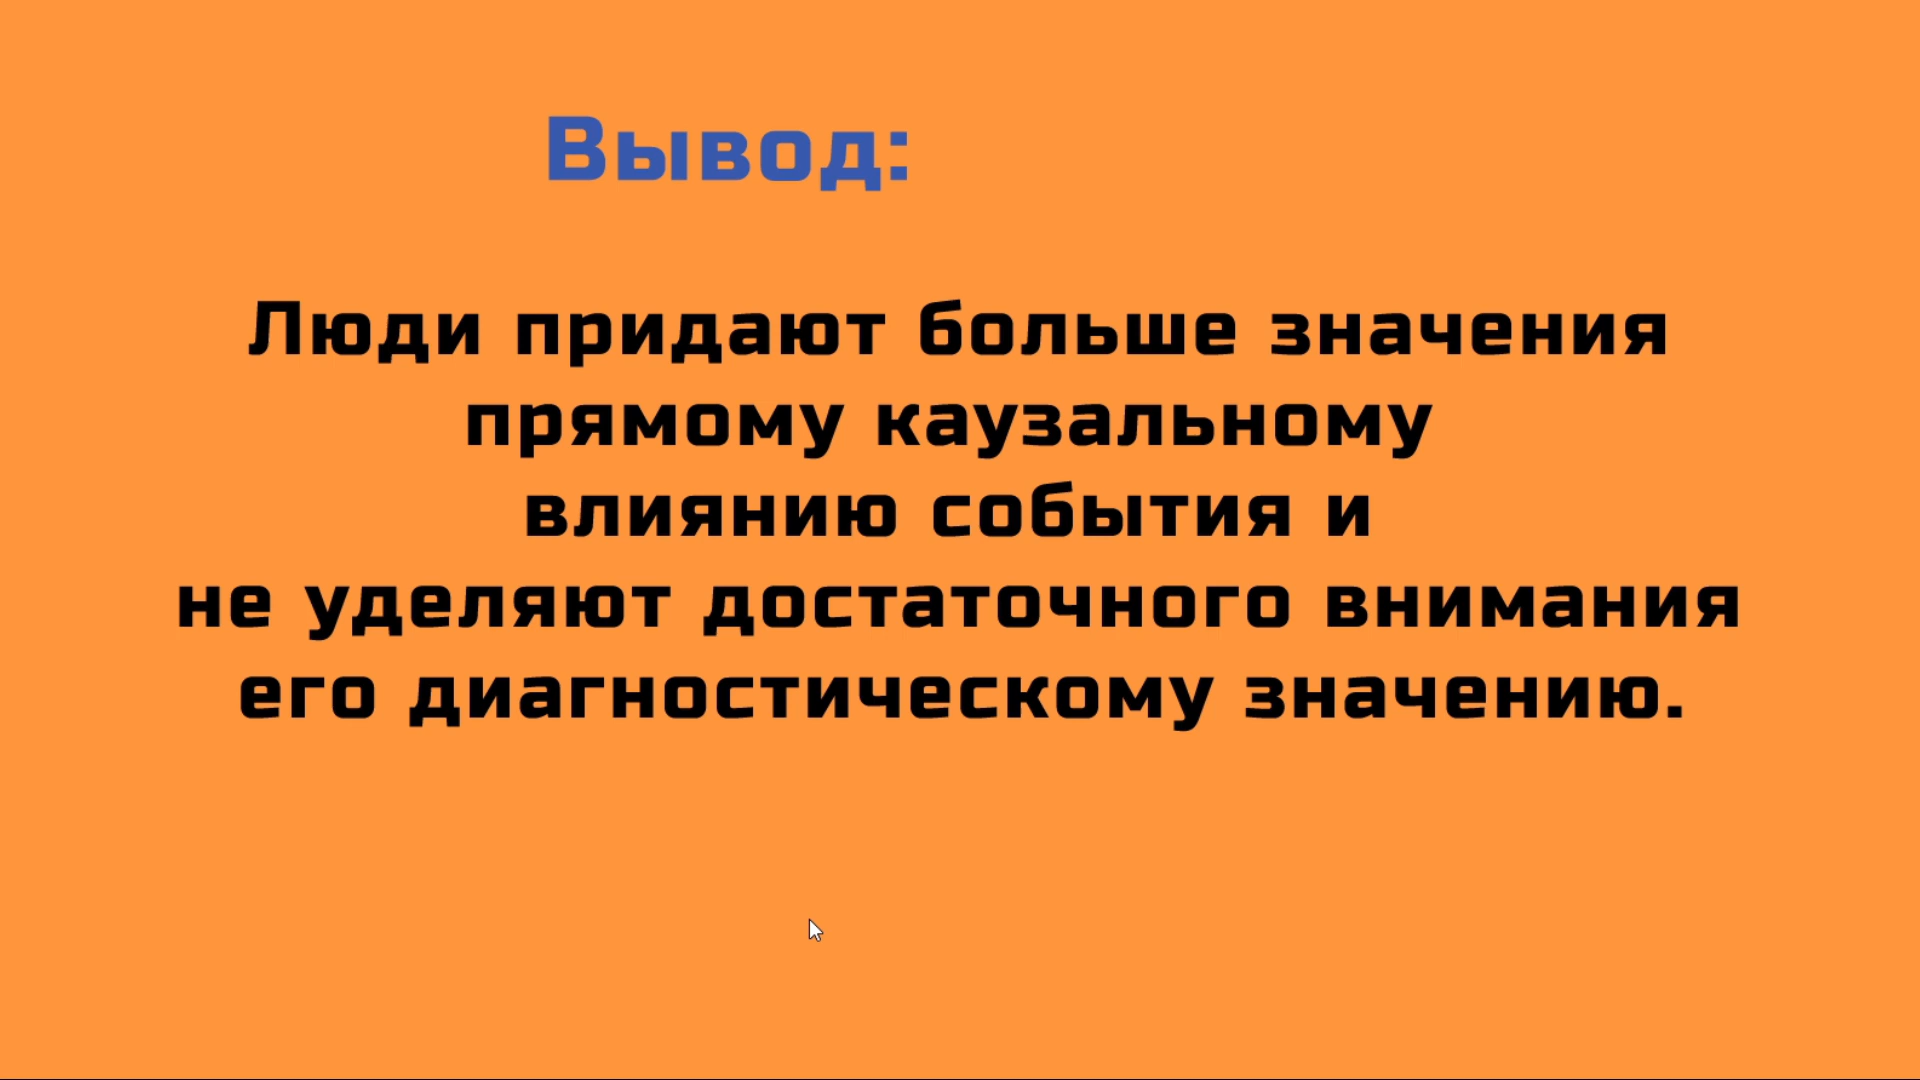 Вывод:
Люди придают больше значения
прямому каузальному
влиянию события и
не уделяют достаточного внимания
его диагностическому значению.